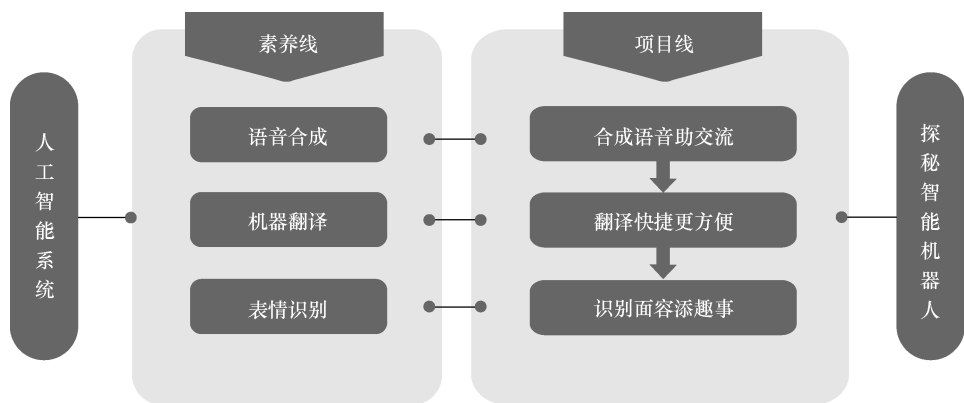 人工智能系统
素养线
语音合成
机器翻译
表情识别
项目线
合成语音助交流
翻译快捷更方便
识别面容添趣事
探秘智能机器人